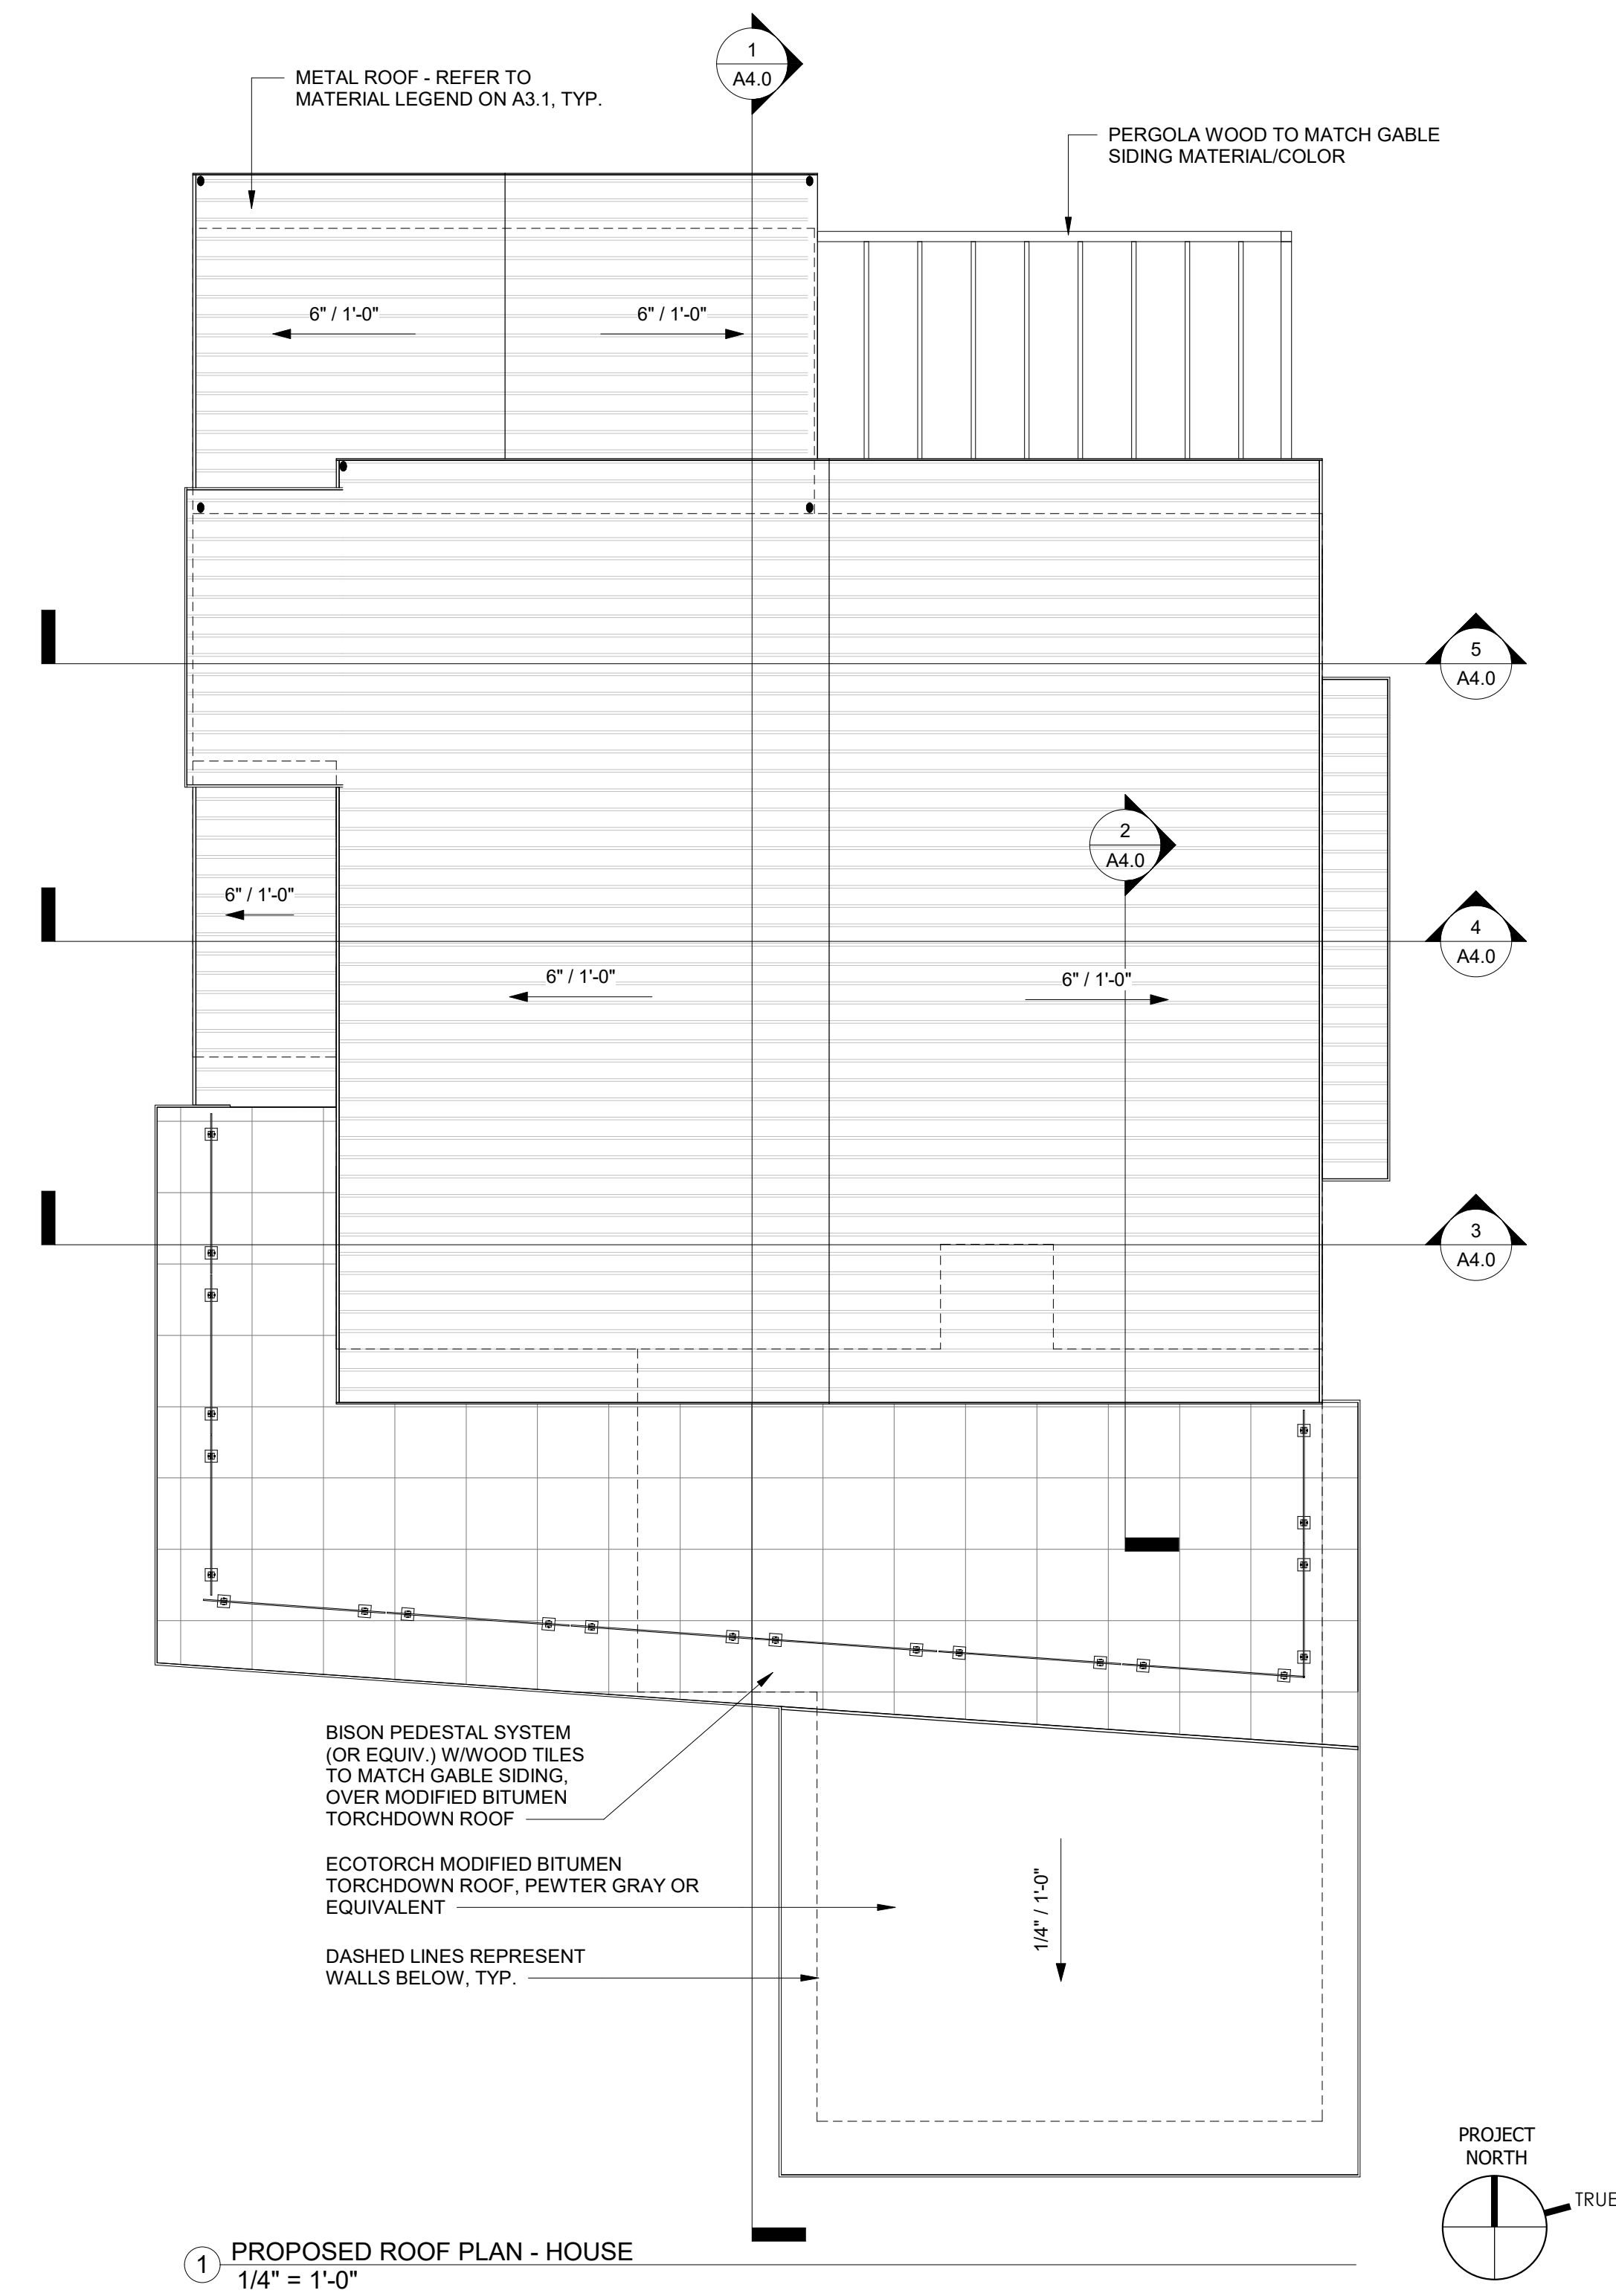 1
A4.0
METAL ROOF - REFER TO
MATERIAL LEGEND ON A3.1, TYP.
PERGOLA WOOD TO MATCH GABLE
SIDING MATERIAL/COLOR
6" / 1'-0"
6" / 1'-0"
5
A4.0
2
A4.0
6" / 1'-0"
4
A4.0
6" / 1'-0"
6" / 1'-0"
3
A4.0
BISON PEDESTAL SYSTEM
(OR EQUIV.) W/WOOD TILES
TO MATCH GABLE SIDING,
OVER MODIFIED BITUMEN
TORCHDOWN ROOF
ECOTORCH MODIFIED BITUMEN
TORCHDOWN ROOF, PEWTER GRAY OR
EQUIVALENT
1/4" / 1'-0"
DASHED LINES REPRESENT
WALLS BELOW, TYP.
PROJECT
NORTH
TRUE
1
PROPOSED ROOF PLAN - HOUSE
1/4" = 1'-0"